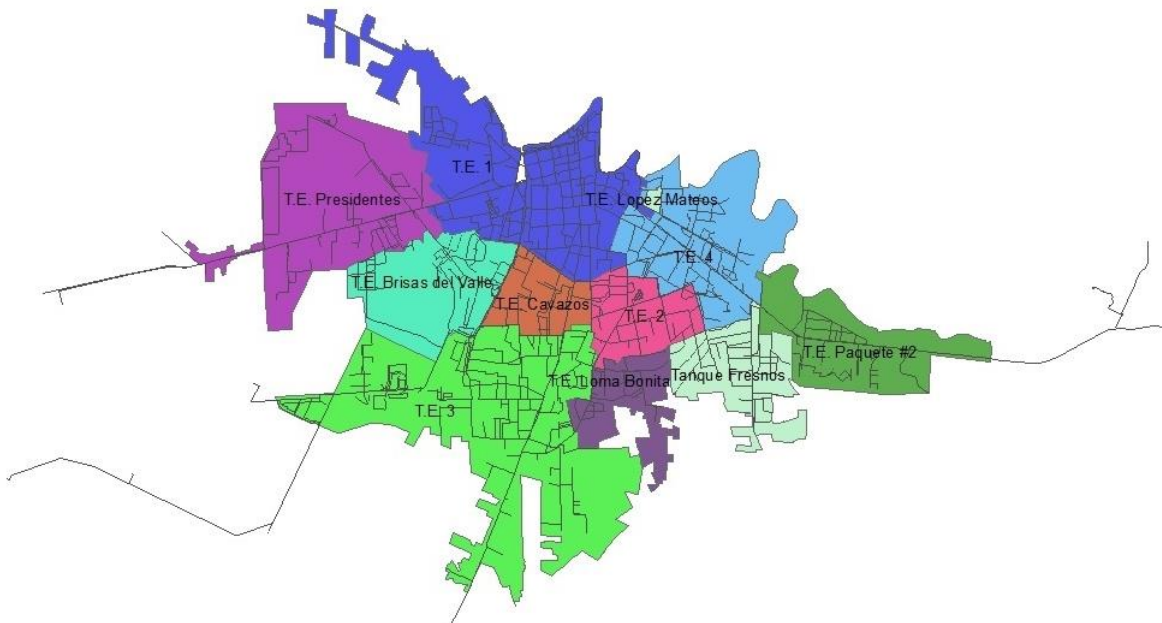 T.E. 1
T.E. Presidentes
T.E. Lopez Mateos
T.E. 4
T.E. Brisas del Valle
T.E. Cavazos
T.E. 2
T.E. Paquete #2
T.E. Loma Bonita
Tanque Fresnos
T.E. 3